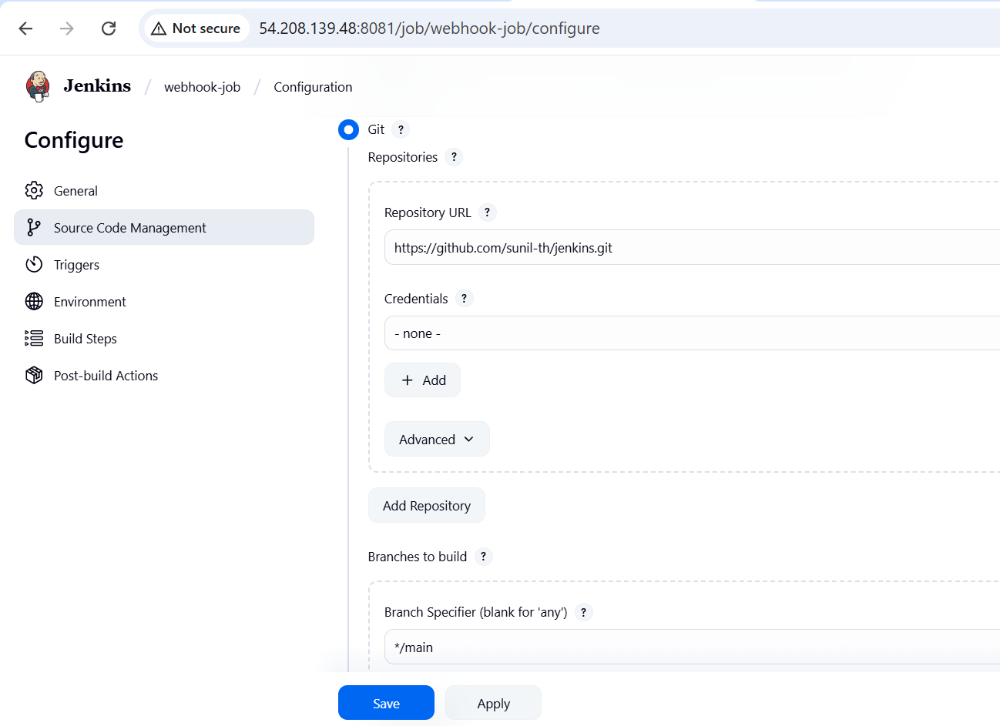 Not secure 54.208.139.48:8081/job/webhook-job/configure
Jenkins / webhook-job / Configuration
Configure
General
Source Code Management
Triggers
Environment
Build Steps
Post-build Actions
Git ?
Repositories ?
Repository URL ?
https://github.com/sunil-th/jenkins.git
Credentials ?
- none -
+ Add
Advanced
Add Repository
Branches to build ?
Branch Specifier (blank for 'any') ?
*/main
Save
Apply